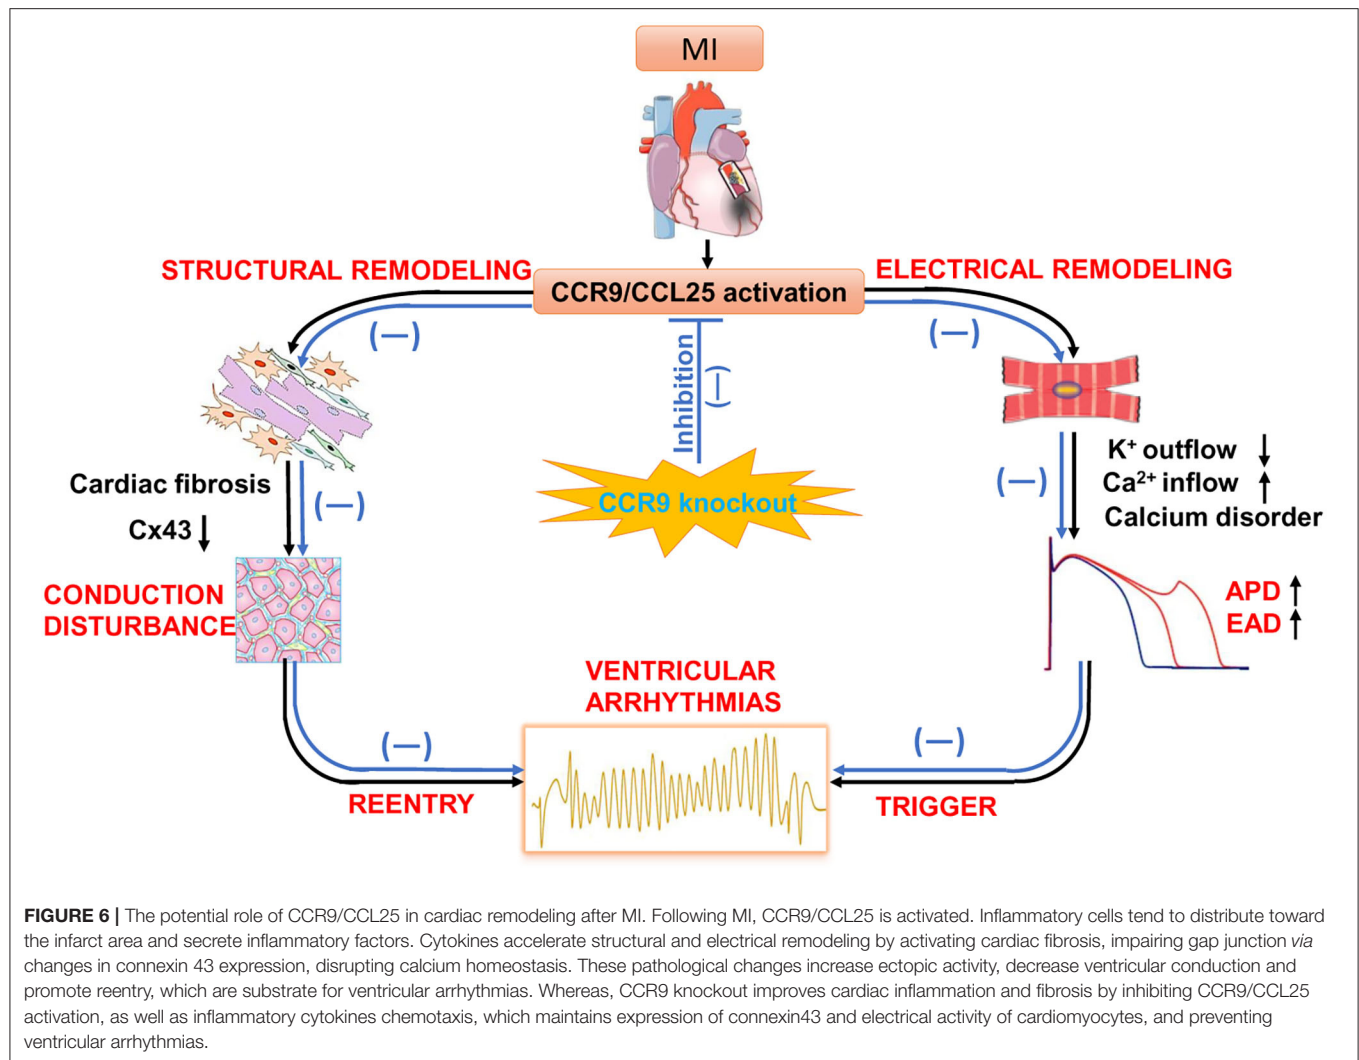 MI
STRUCTURAL REMODELING
ELECTRICAL REMODELING
CCR9/CCL25 activation
(—)
(—)
Inhibition
(—)
CCR9 knockout
Cardiac fibrosis
Cx43 ↓
(—)
(—)
K⁺ outflow ↓
Ca²⁺ inflow ↑
Calcium disorder
CONDUCTION
DISTURBANCE
APD ↑
EAD ↑
VENTRICULAR
ARRHYTHMIAS
(—)
(—)
REENTRY
TRIGGER
FIGURE 6 | The potential role of CCR9/CCL25 in cardiac remodeling after MI. Following MI, CCR9/CCL25 is activated. Inflammatory cells tend to distribute toward
the infarct area and secrete inflammatory factors. Cytokines accelerate structural and electrical remodeling by activating cardiac fibrosis, impairing gap junction via
changes in connexin 43 expression, disrupting calcium homeostasis. These pathological changes increase ectopic activity, decrease ventricular conduction and
promote reentry, which are substrate for ventricular arrhythmias. Whereas, CCR9 knockout improves cardiac inflammation and fibrosis by inhibiting CCR9/CCL25
activation, as well as inflammatory cytokines chemotaxis, which maintains expression of connexin43 and electrical activity of cardiomyocytes, and preventing
ventricular arrhythmias.